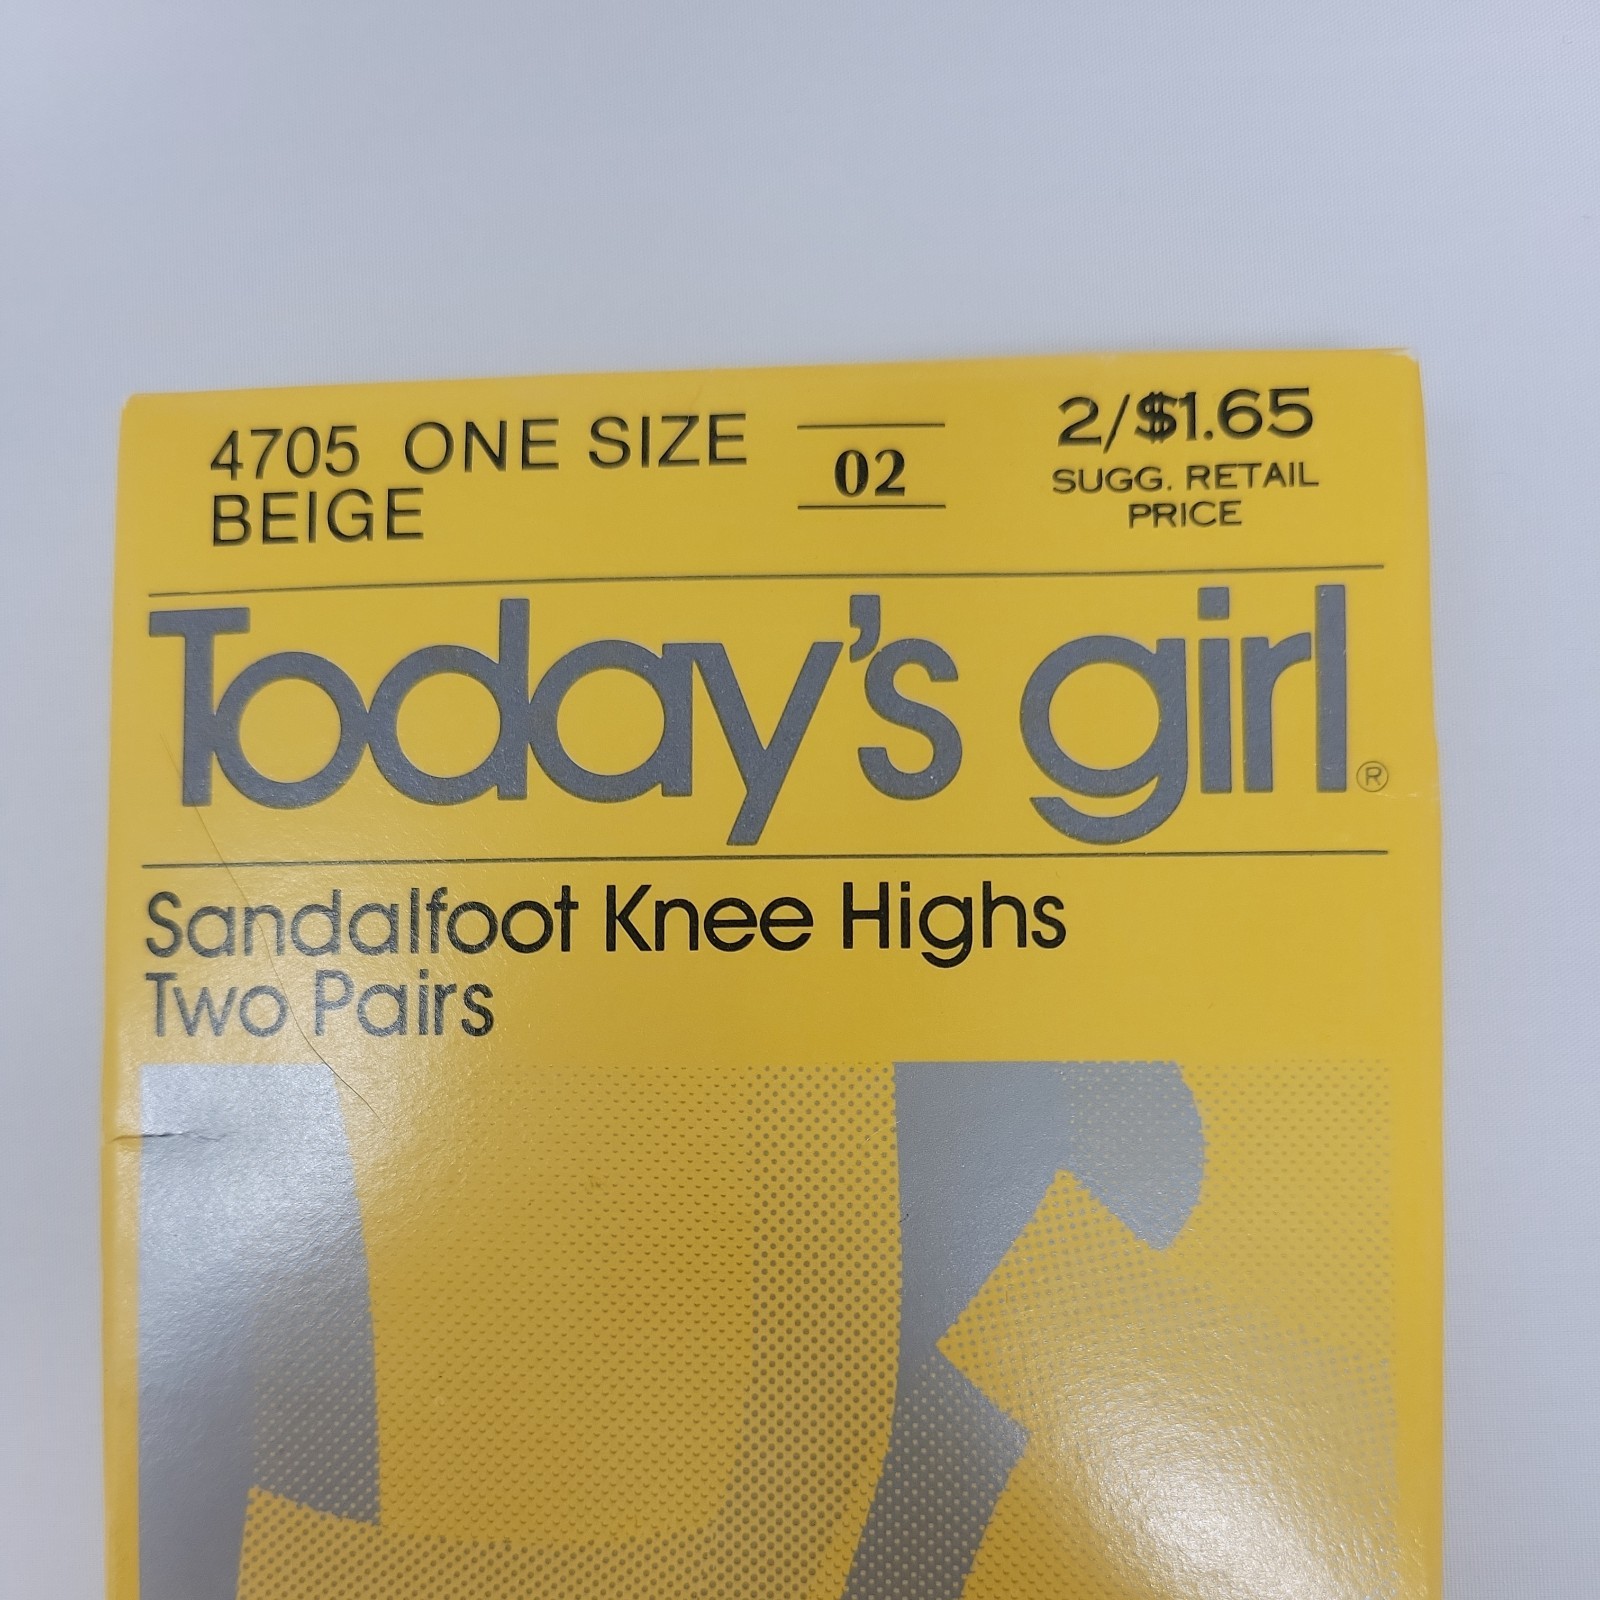 4705 ONE SIZE
BEIGE
02
2/$1.65
SUGG. RETAIL
PRICE
Today's girl®
Sandalfoot Knee Highs
Two Pairs